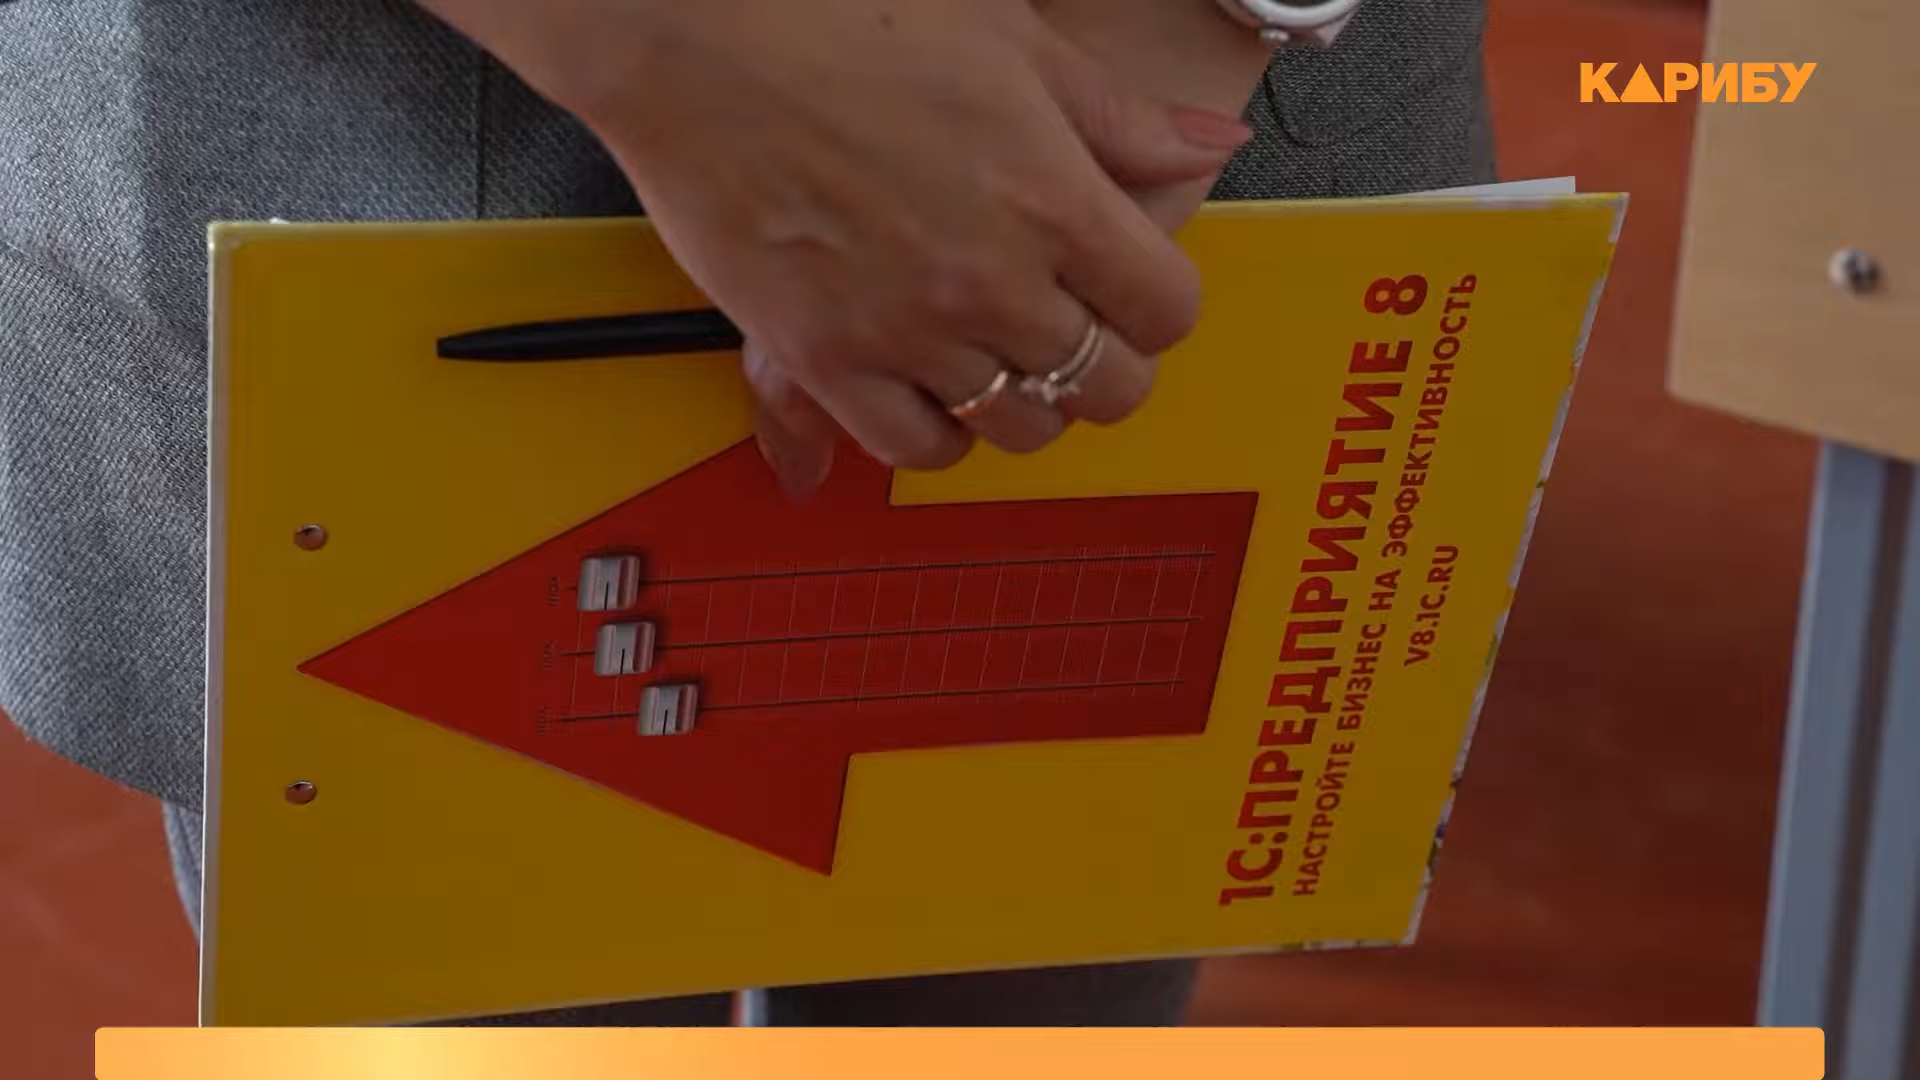 КАРИБУ
1С:ПРЕДПРИЯТИЕ 8
НАСТРОЙТЕ БИЗНЕС НА ЭФФЕКТИВНОСТЬ
V8.1C.RU